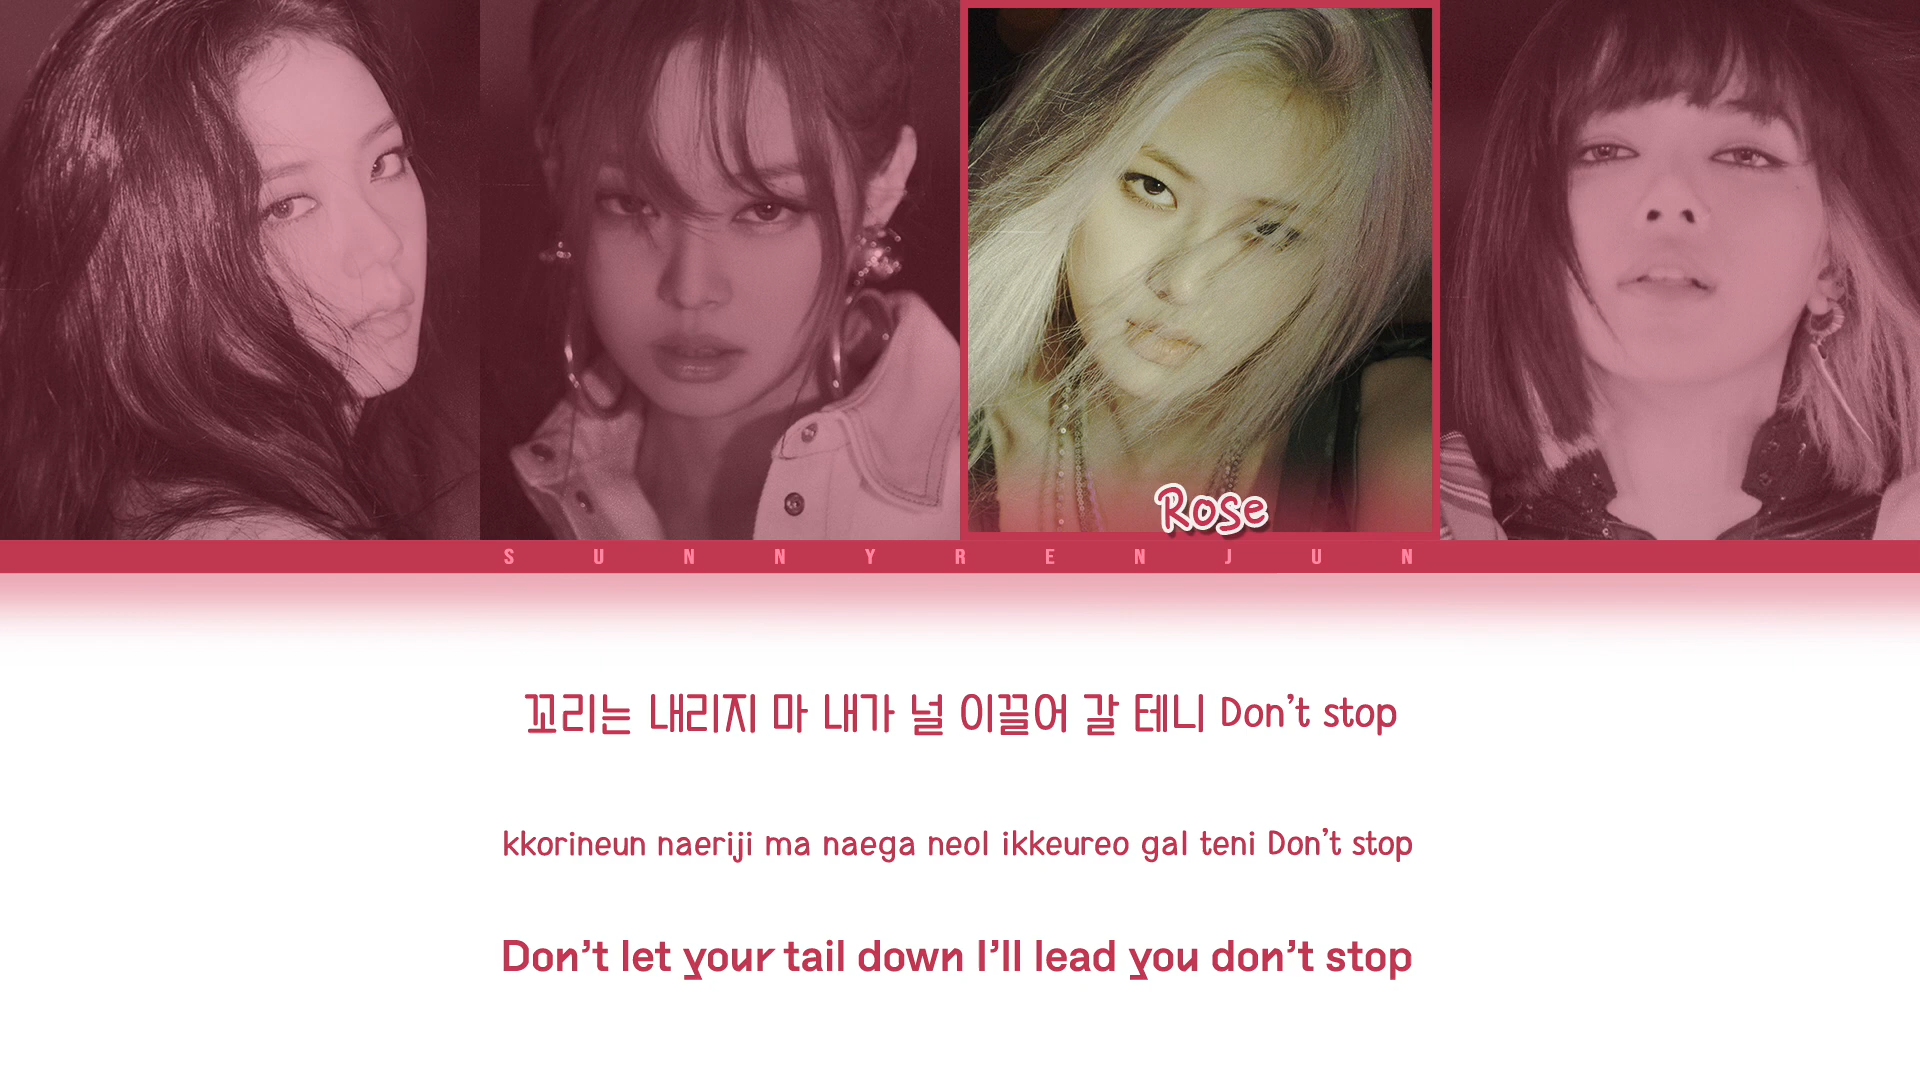 Rose
SUNNYRENJUN
꼬리는 내리지 마 내가 널 이끌어 갈 테니 Don't stop
kkorineun naeriji ma naega neol ikkeureo gal teni Don't stop
Don't let your tail down I'll lead you don't stop